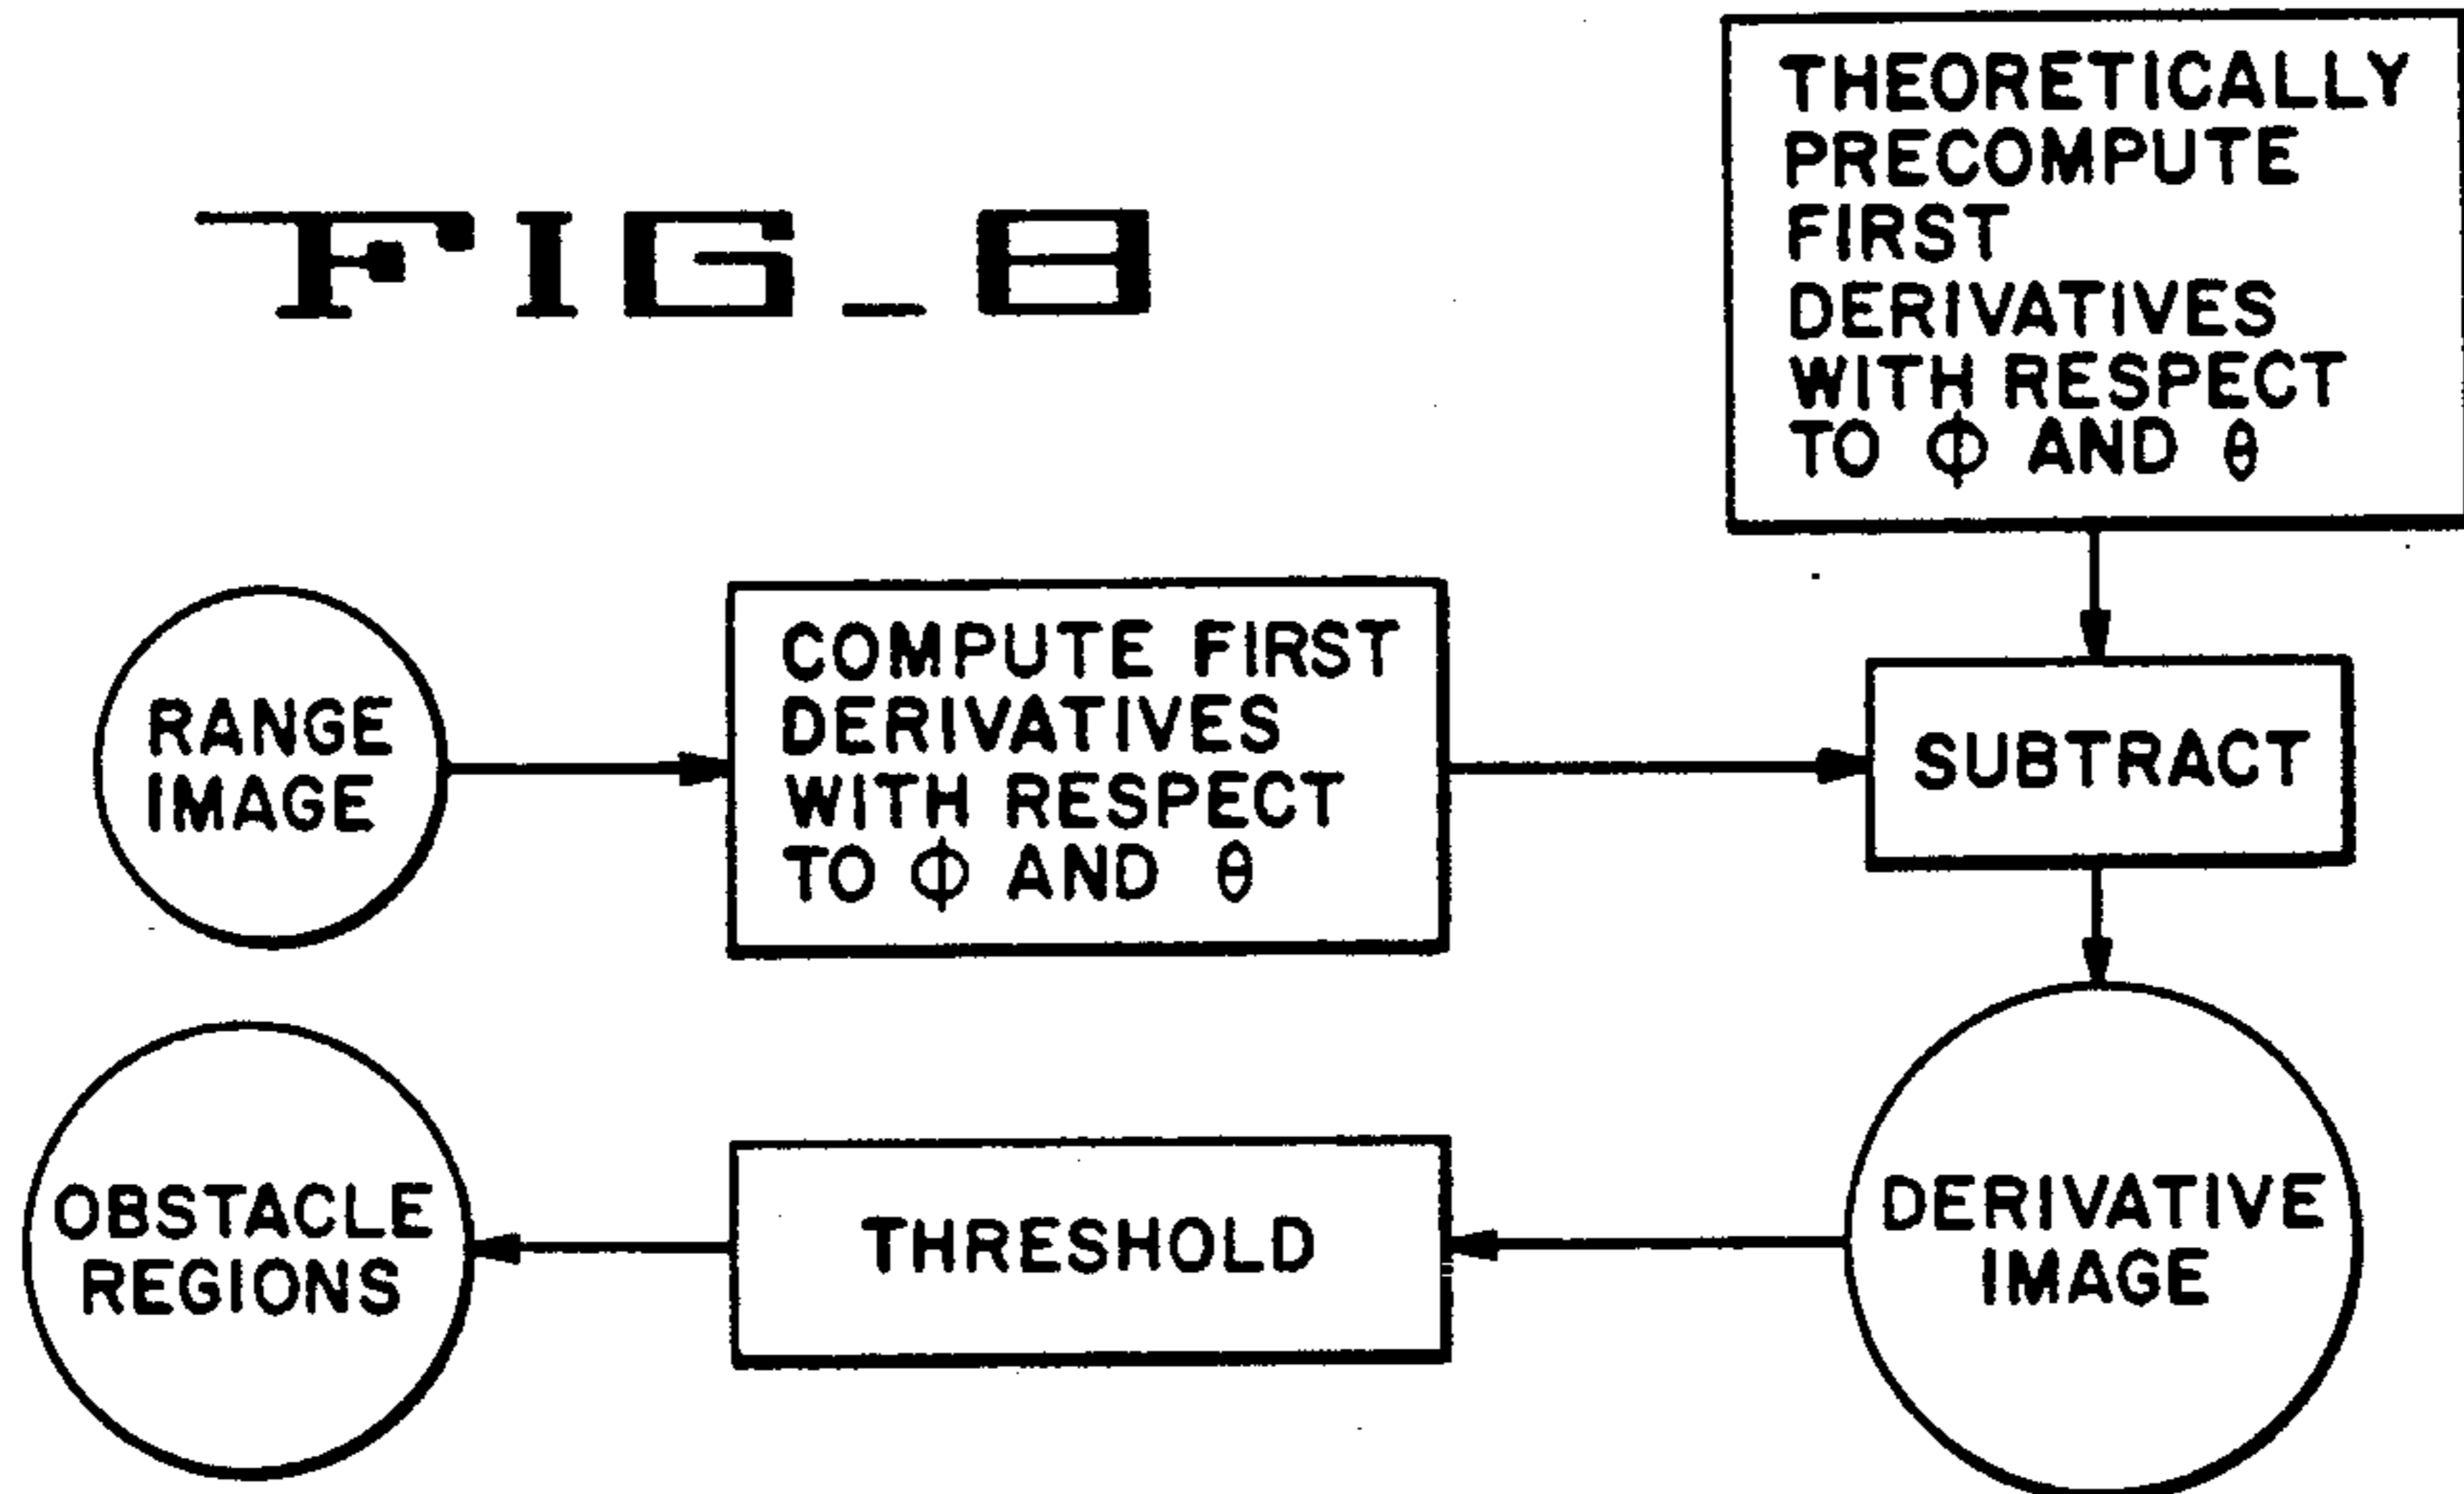 FIG_8
THEORETICALLY
PRECOMPUTE
FIRST
DERIVATIVES
WITH RESPECT
TO Φ AND θ
RANGE
IMAGE
COMPUTE FIRST
DERIVATIVES
WITH RESPECT
TO Φ AND θ
SUBTRACT
OBSTACLE
REGIONS
THRESHOLD
DERIVATIVE
IMAGE